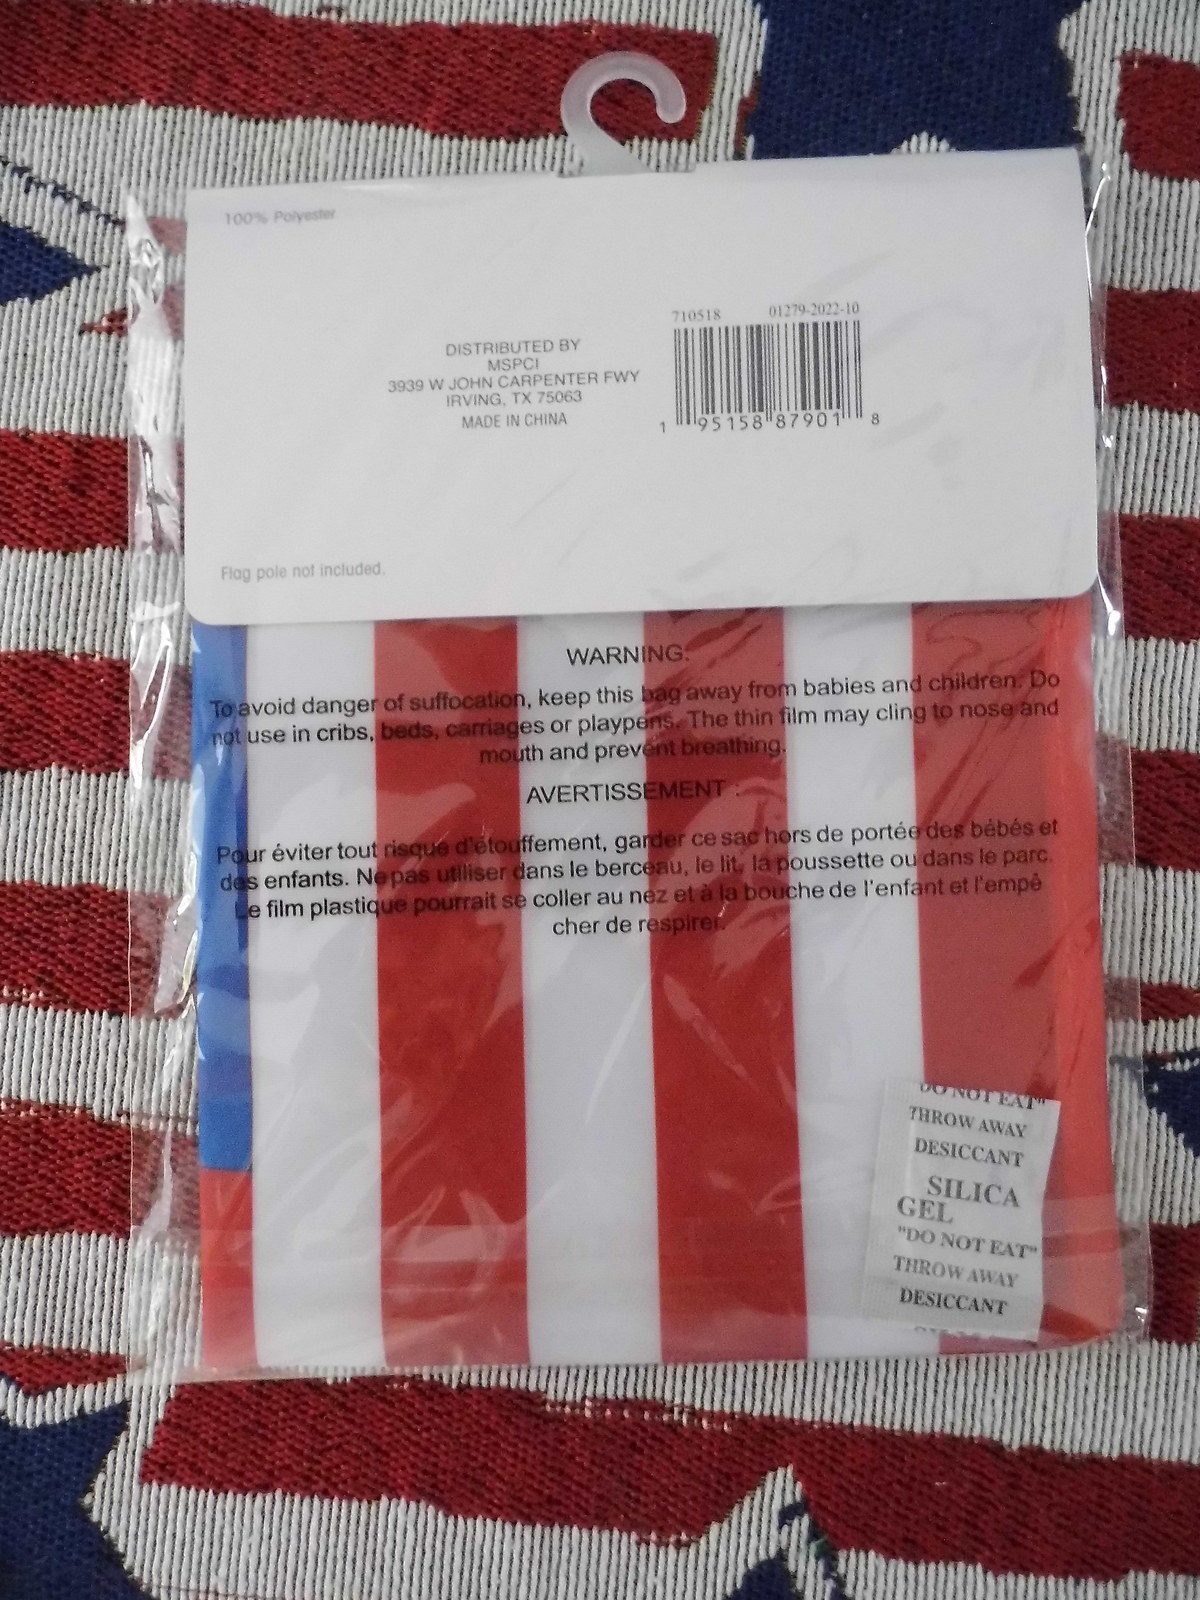 100% Polyester
710518 01279-2022-10
DISTRIBUTED BY
MSPCI
3939 W JOHN CARPENTER FWY
IRVING, TX 75063
MADE IN CHINA
1 95158 87901 8
Flag pole not included.
WARNING:
To avoid danger of suffocation, keep this bag away from babies and children. Do
not use in cribs, beds, carriages or playpens. The thin film may cling to nose and
mouth and prevent breathing.
AVERTISSEMENT :
Pour éviter tout risque d'étouffement, garder ce sac hors de portée des bébés et
des enfants. Ne pas utiliser dans le berceau, le lit, la poussette ou dans le parc.
Le film plastique pourrait se coller au nez et à la bouche de l'enfant et l'empê
cher de respirer.
"DO NOT EAT"
THROW AWAY
DESICCANT
SILICA
GEL
"DO NOT EAT"
THROW AWAY
DESICCANT